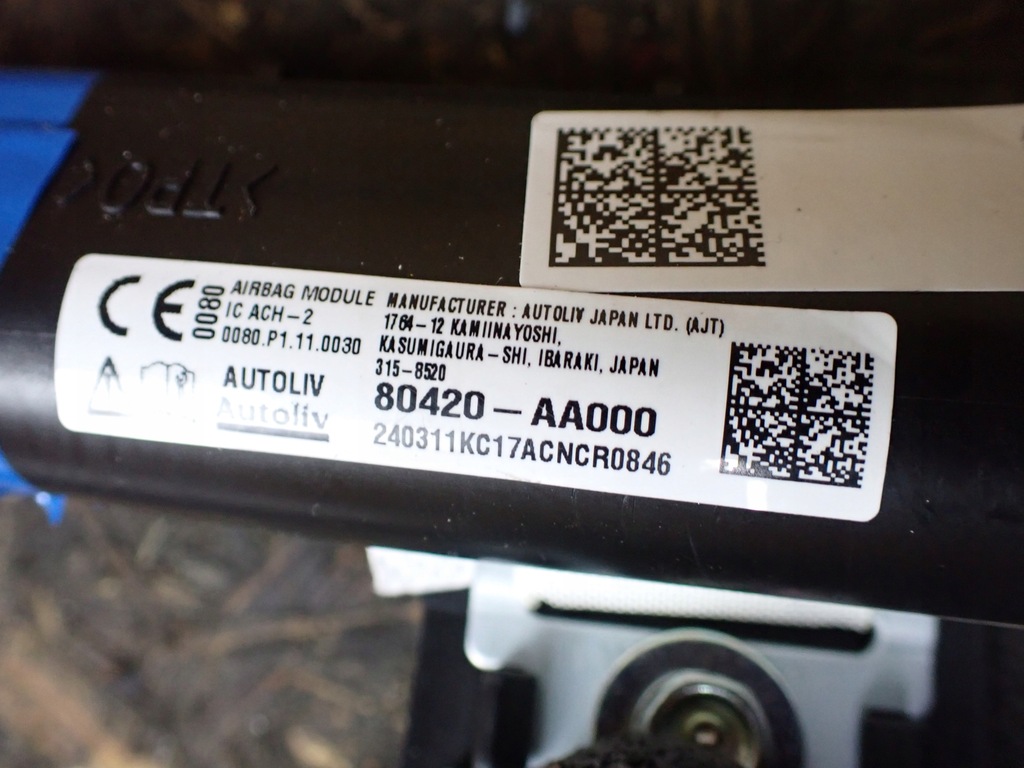 >TPO<
CE 0080
AIRBAG MODULE
IC ACH-2
0080.P1.11.0030
AUTOLIV
Autoliv
MANUFACTURER : AUTOLIV JAPAN LTD. (AJT)
1764-12 KAMIINAYOSHI,
KASUMIGAURA-SHI, IBARAKI, JAPAN
315-8520
80420-AA000
240311KC17ACNCR0846